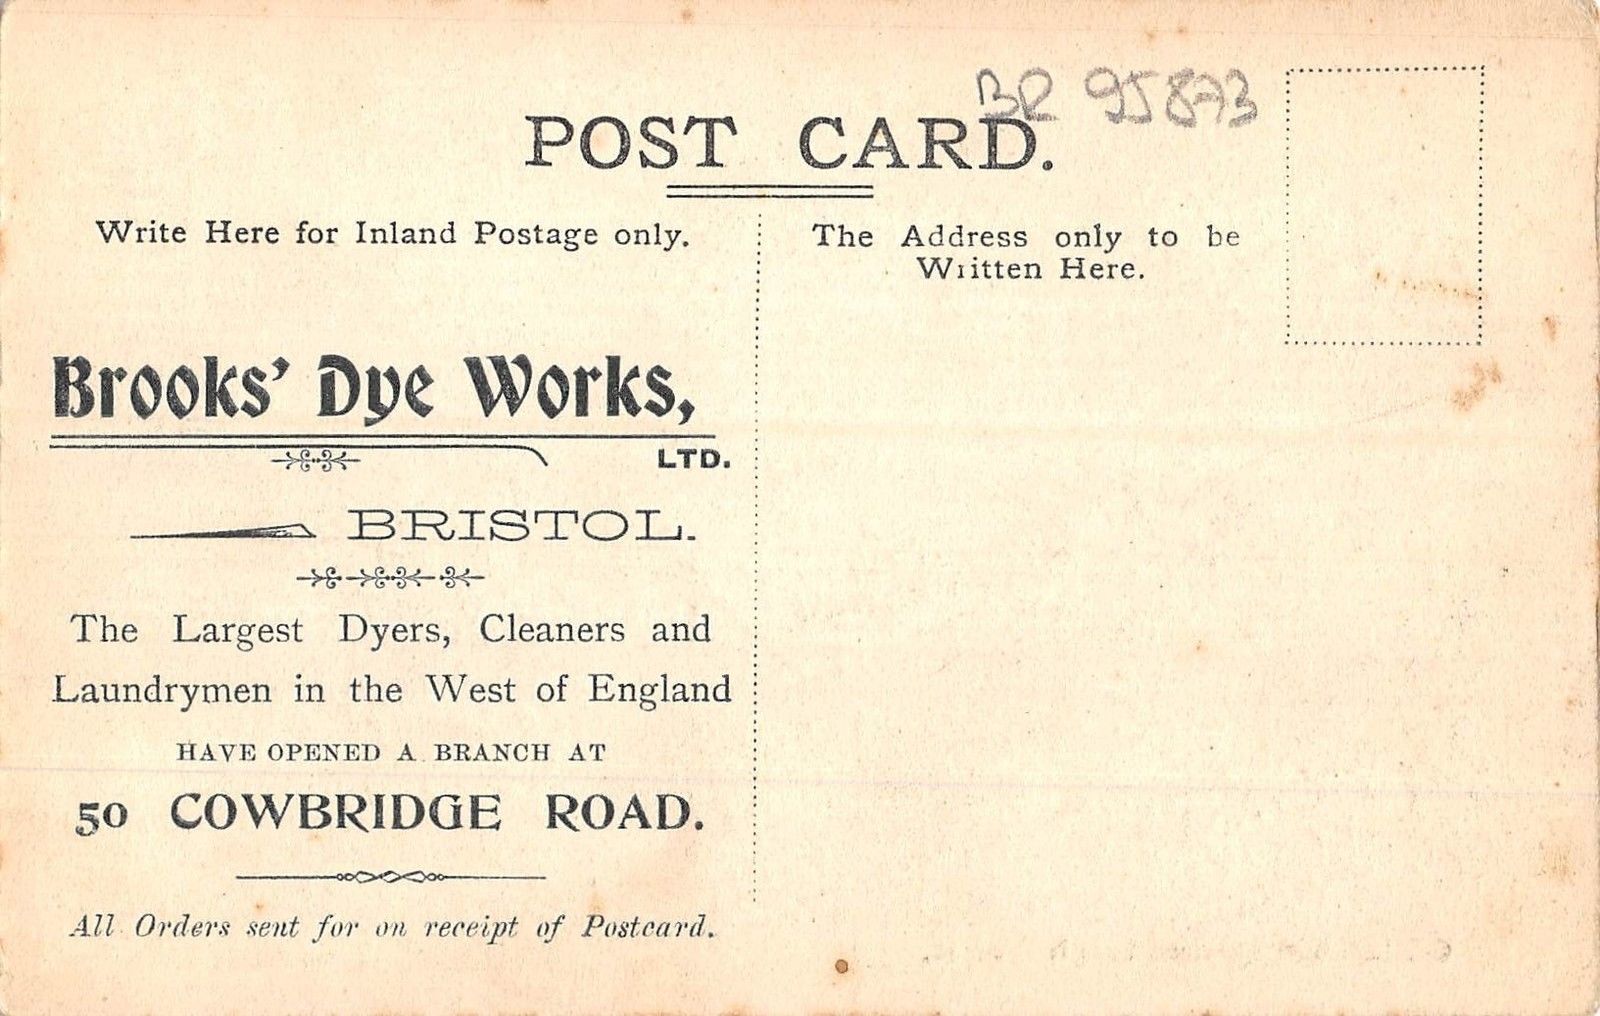 BR 95873
POST CARD.
Write Here for Inland Postage only.
The Address only to be
Written Here.
Brooks' Dye Works,
LTD.
BRISTOL.
The Largest Dyers, Cleaners and
Laundrymen in the West of England
HAVE OPENED A BRANCH AT
50 COWBRIDGE ROAD.
All Orders sent for on receipt of Postcard.